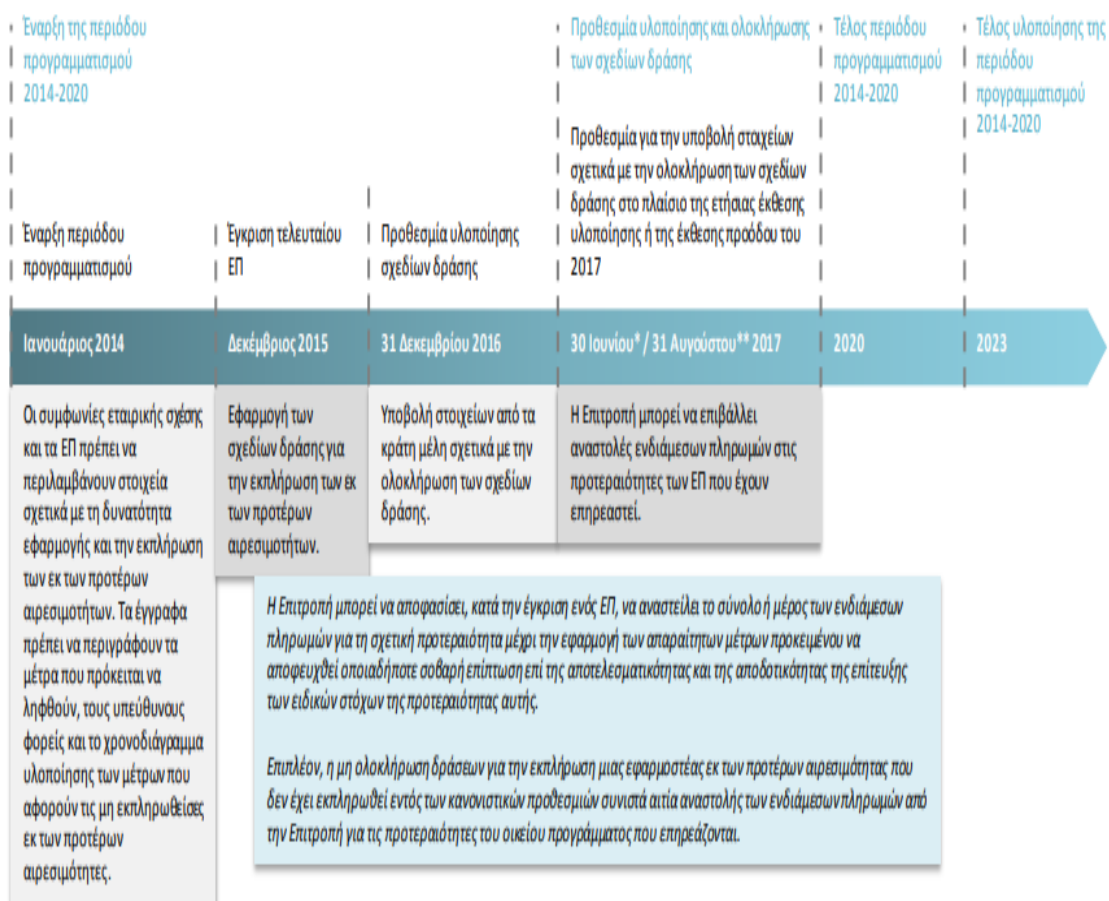 Έναρξη της περιόδου
προγραμματισμού
2014-2020
Προθεσμία υλοποίησης και ολοκλήρωσης
των σχεδίων δράσης
Τέλος περιόδου
προγραμματισμού
2014-2020
Τέλος υλοποίησης της
περιόδου
προγραμματισμού
2014-2020
Έναρξη περιόδου
προγραμματισμού
Έγκριση τελευταίου
ΕΠ
Προθεσμία υλοποίησης
σχεδίων δράσης
Προθεσμία για την υποβολή στοιχείων
σχετικά με την ολοκλήρωση των σχεδίων
δράσης στο πλαίσιο της ετήσιας έκθεσης
υλοποίησης ή της έκθεσης προόδου του
2017
Ιανουάριος 2014
Δεκέμβριος 2015
31 Δεκεμβρίου 2016
30 Ιουνίου* / 31 Αυγούστου** 2017
2020
2023
Οι συμφωνίες εταιρικής σχέσης
και τα ΕΠ πρέπει να
περιλαμβάνουν στοιχεία
σχετικά με τη δυνατότητα
εφαρμογής και την εκπλήρωση
των εκ των προτέρων
αιρεσιμοτήτων. Τα έγγραφα
πρέπει να περιγράφουν τα
μέτρα που πρόκειται να
ληφθούν, τους υπεύθυνους
φορείς και το χρονοδιάγραμμα
υλοποίησης των μέτρων που
αφορούν τις μη εκπληρωθείσες
εκ των προτέρων
αιρεσιμότητες.
Εφαρμογή των
σχεδίων δράσης για
την εκπλήρωση των εκ
των προτέρων
αιρεσιμοτήτων.
Υποβολή στοιχείων από τα
κράτη μέλη σχετικά με την
ολοκλήρωση των σχεδίων
δράσης.
Η Επιτροπή μπορεί να επιβάλλει
αναστολές ενδιάμεσων πληρωμών στις
προτεραιότητες των ΕΠ που έχουν
επηρεαστεί.
Η Επιτροπή μπορεί να αποφασίσει, κατά την έγκριση ενός ΕΠ, να αναστείλει το σύνολο ή μέρος των ενδιάμεσων
πληρωμών για τη σχετική προτεραιότητα μέχρι την εφαρμογή των απαραίτητων μέτρων προκειμένου να
αποφευχθεί οποιαδήποτε σοβαρή επίπτωση επί της αποτελεσματικότητας και της αποδοτικότητας της επίτευξης
των ειδικών στόχων της προτεραιότητας αυτής.
Επιπλέον, η μη ολοκλήρωση δράσεων για την εκπλήρωση μιας εφαρμοστέας εκ των προτέρων αιρεσιμότητας που
δεν έχει εκπληρωθεί εντός των κανονιστικών προθεσμιών συνιστά αιτία αναστολής των ενδιάμεσων πληρωμών από
την Επιτροπή για τις προτεραιότητες του οικείου προγράμματος που επηρεάζονται.